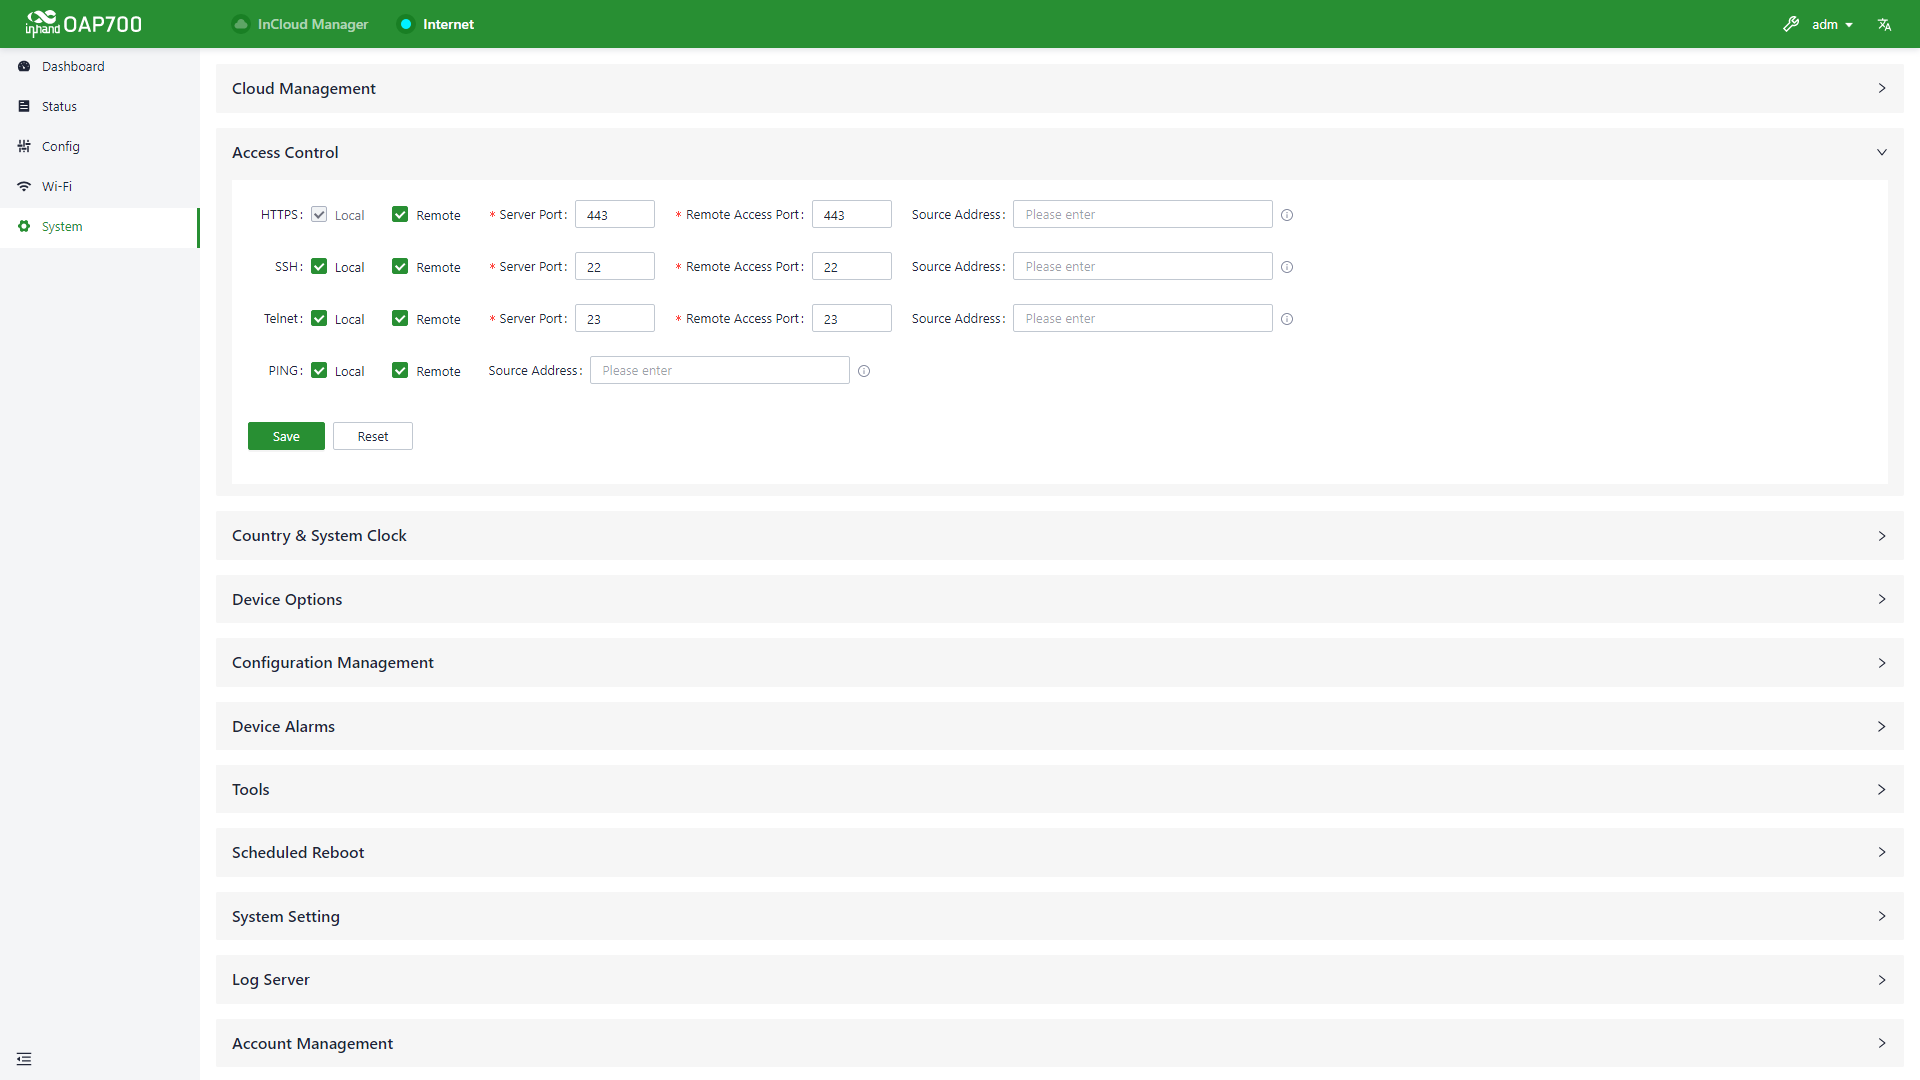 inhand OAP700
InCloud Manager
Internet
adm
Dashboard
Status
Config
Wi-Fi
System
Cloud Management
Access Control
HTTPS: Local Remote * Server Port: 443 * Remote Access Port: 443 Source Address: Please enter
SSH: Local Remote * Server Port: 22 * Remote Access Port: 22 Source Address: Please enter
Telnet: Local Remote * Server Port: 23 * Remote Access Port: 23 Source Address: Please enter
PING: Local Remote Source Address: Please enter
Save Reset
Country & System Clock
Device Options
Configuration Management
Device Alarms
Tools
Scheduled Reboot
System Setting
Log Server
Account Management